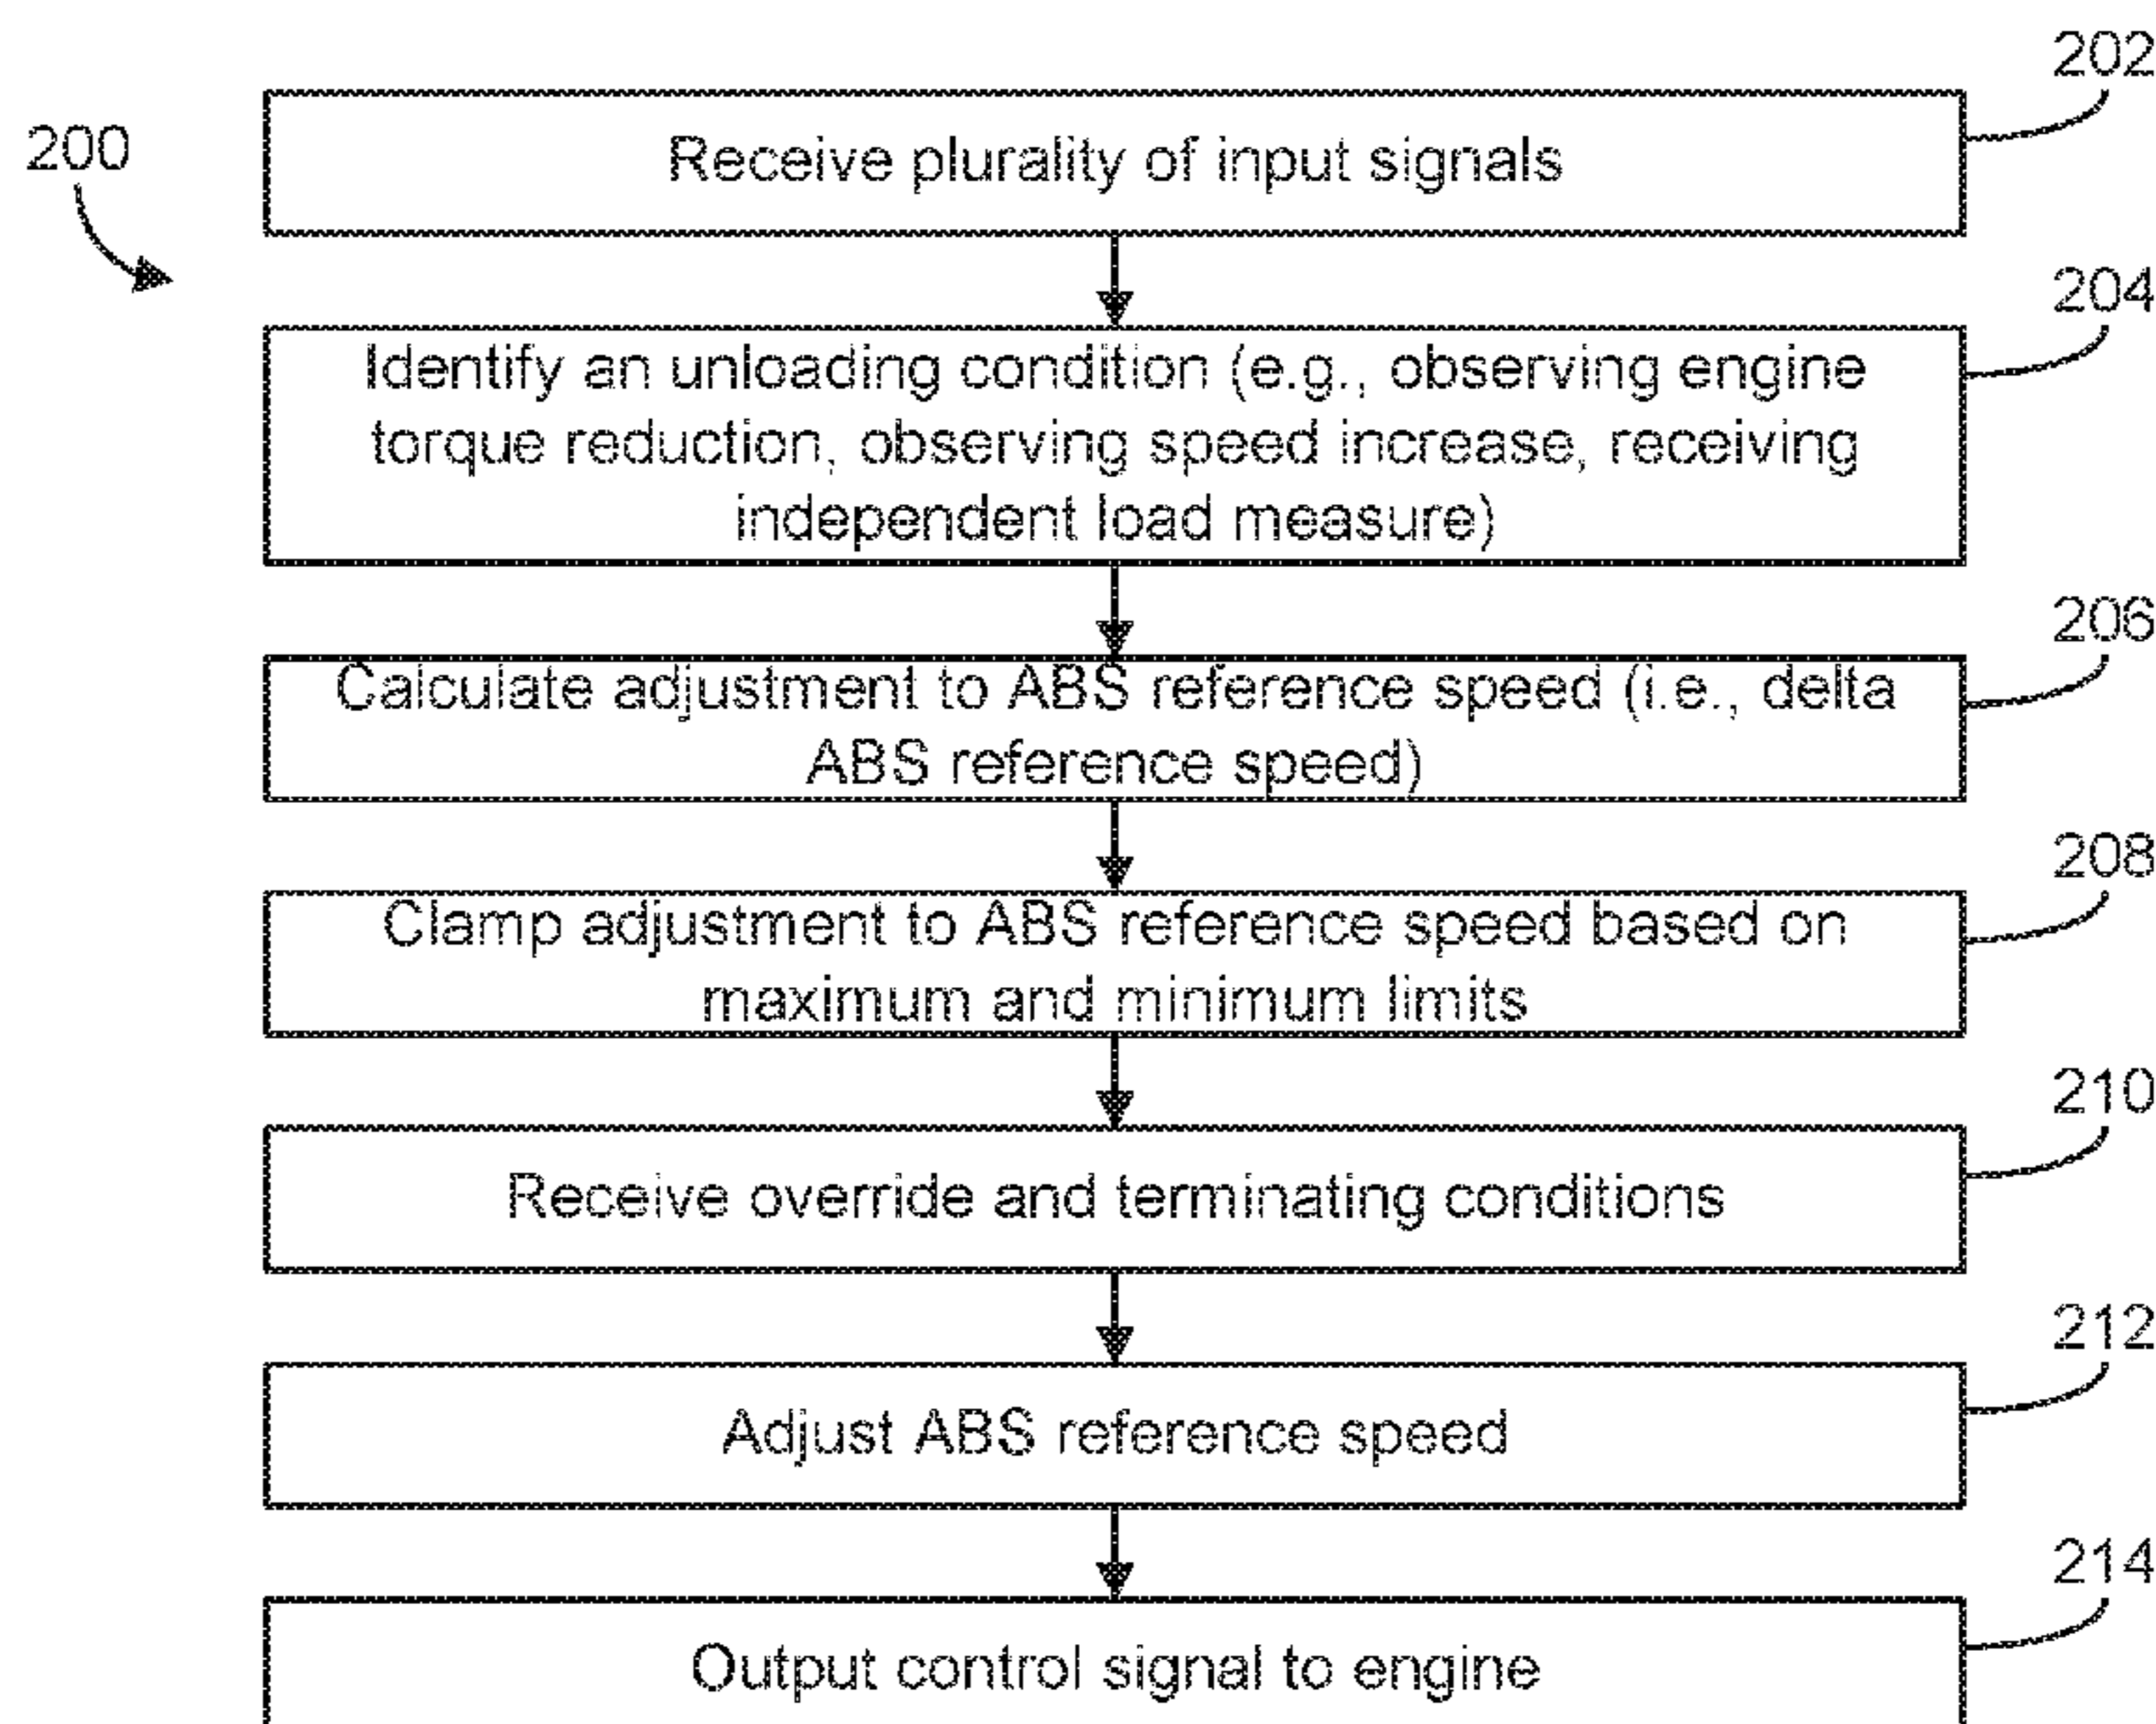 202
200
Receive plurality of input signals
204
Identify an unloading condition (e.g., observing engine
torque reduction, observing speed increase, receiving
independent load measure)
206
Calculate adjustment to ABS reference speed (i.e., delta
ABS reference speed)
208
Clamp adjustment to ABS reference speed based on
maximum and minimum limits
210
Receive override and terminating conditions
212
Adjust ABS reference speed
214
Output control signal to engine